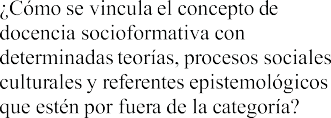 ¿Cómo se vincula el concepto de
docencia socioformativa con
determinadas teorías, procesos sociales
culturales y referentes epistemológicos
que estén por fuera de la categoría?